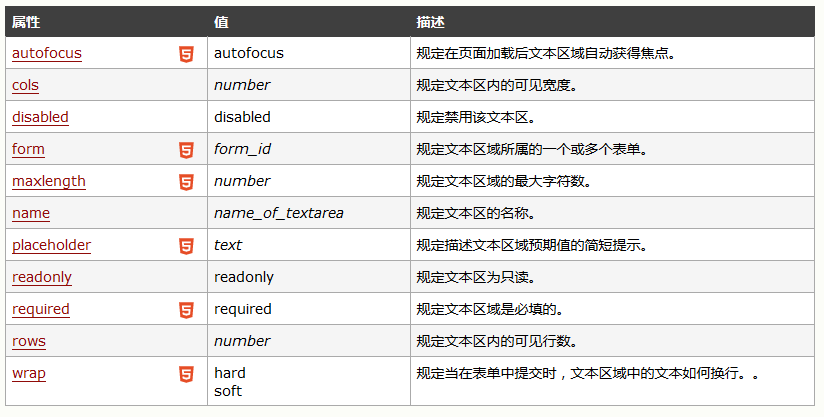 属性 值 描述
autofocus 5 autofocus 规定在页面加载后文本区域自动获得焦点。
cols number 规定文本区内的可见宽度。
disabled disabled 规定禁用该文本区。
form 5 form_id 规定文本区域所属的一个或多个表单。
maxlength 5 number 规定文本区域的最大字符数。
name name_of_textarea 规定文本区的名称。
placeholder 5 text 规定描述文本区域预期值的简短提示。
readonly readonly 规定文本区为只读。
required 5 required 规定文本区域是必填的。
rows number 规定文本区内的可见行数。
wrap 5 hard 规定当在表单中提交时，文本区域中的文本如何换行。。
soft